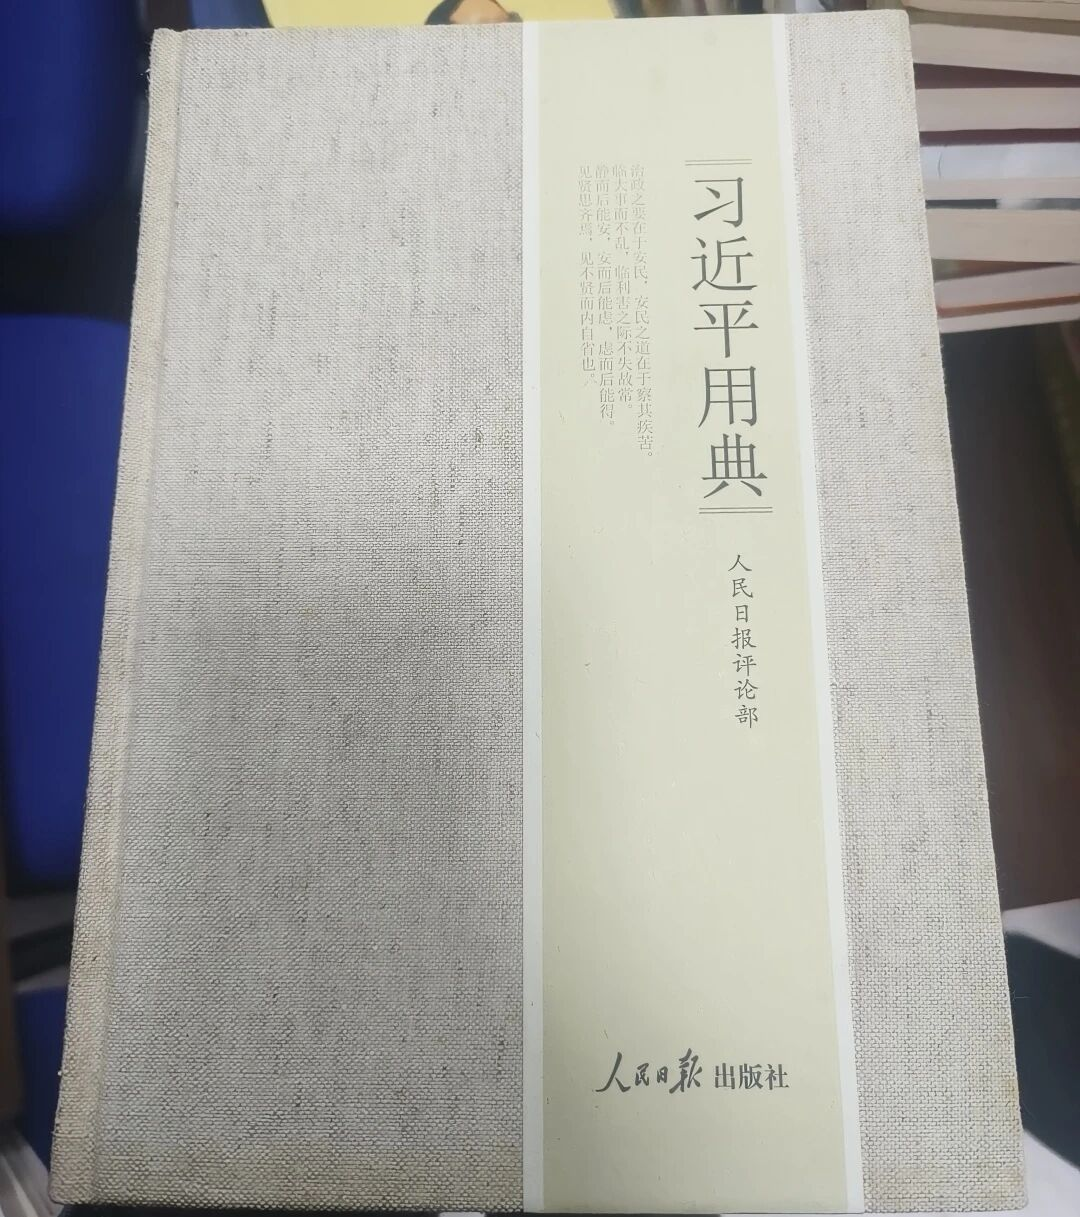 习近平用典
人民日报评论部
治政之要在于安民，安民之道在于察其疾苦。
临大事而不乱，临利害之际不失故常。
静而后能安，安而后能虑，虑而后能得。
见贤思齐焉，见不贤而内自省也。
人民日报 出版社